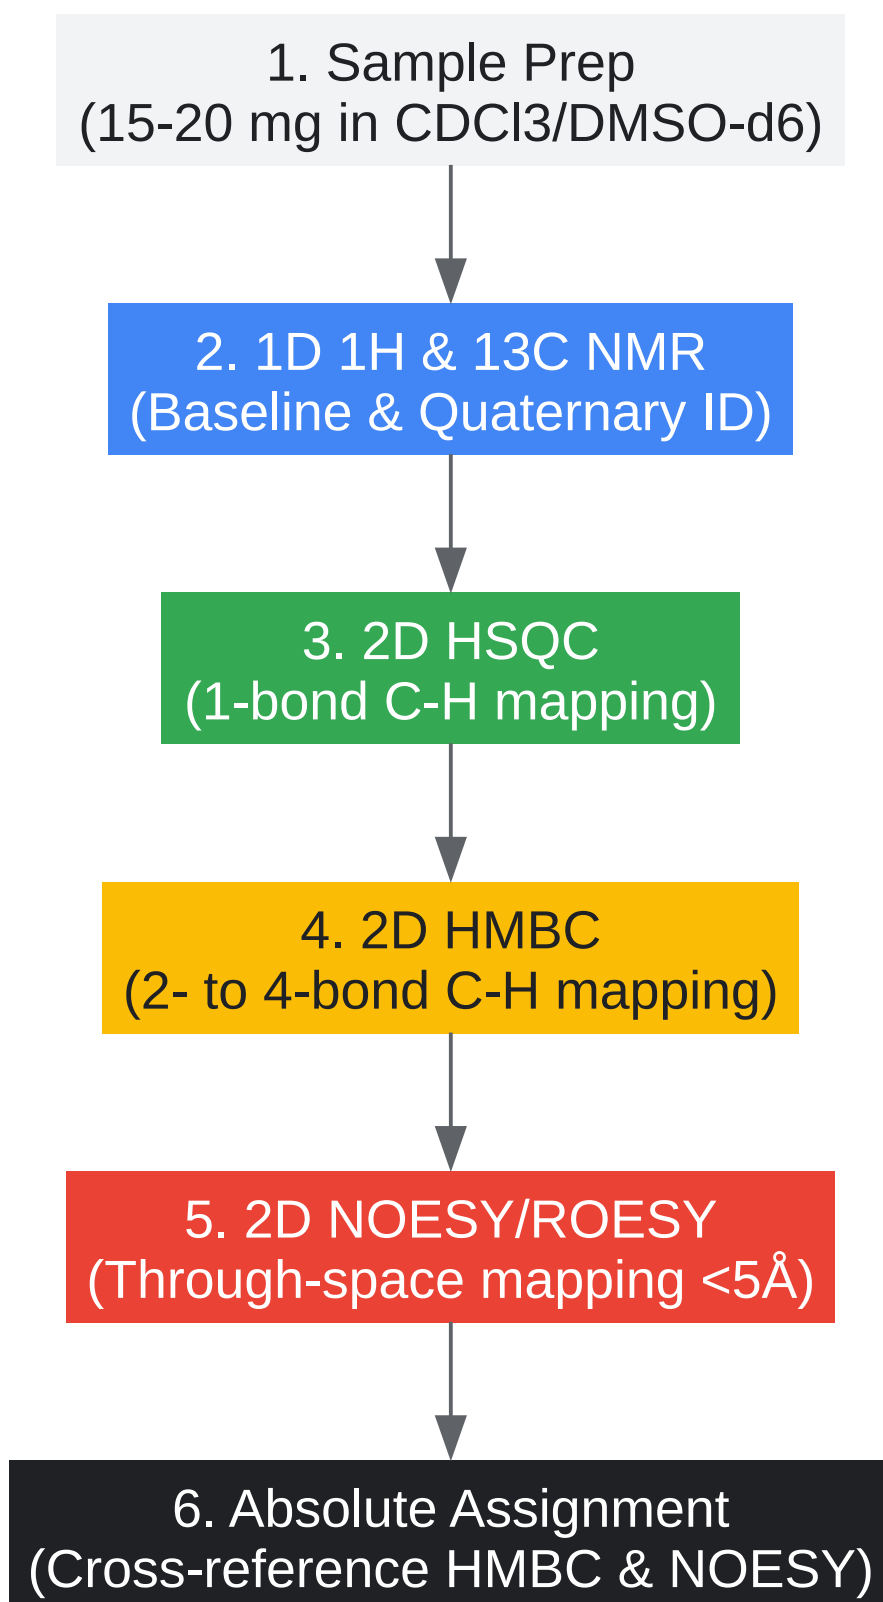 1. Sample Prep
(15-20 mg in CDCl3/DMSO-d6)
2. 1D 1H & 13C NMR
(Baseline & Quaternary ID)
3. 2D HSQC
(1-bond C-H mapping)
4. 2D HMBC
(2- to 4-bond C-H mapping)
5. 2D NOESY/ROESY
(Through-space mapping <5Å)
6. Absolute Assignment
(Cross-reference HMBC & NOESY)